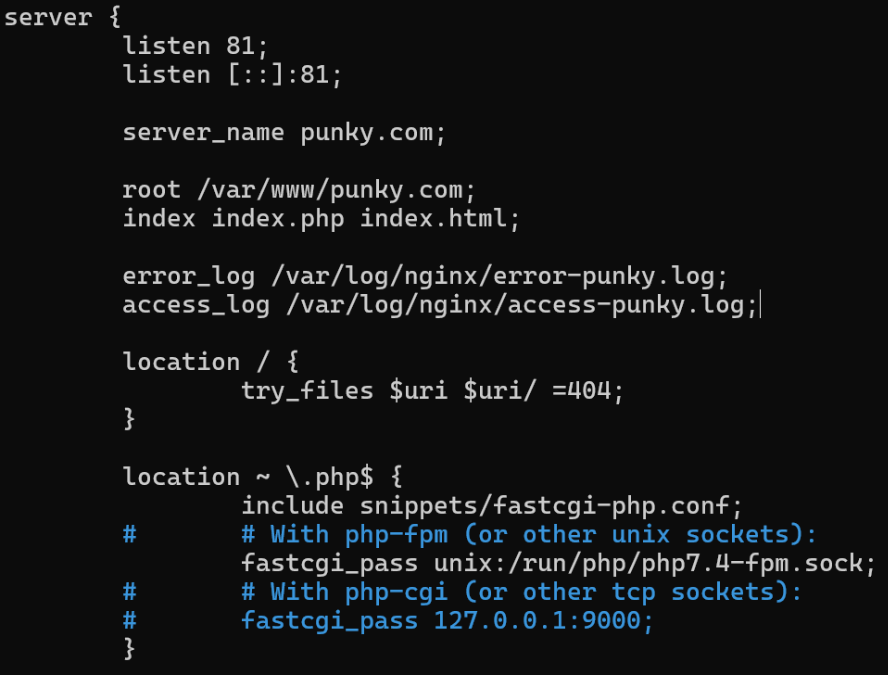 server {
        listen 81;
        listen [::]:81;

        server_name punky.com;

        root /var/www/punky.com;
        index index.php index.html;

        error_log /var/log/nginx/error-punky.log;
        access_log /var/log/nginx/access-punky.log;

        location / {
                try_files $uri $uri/ =404;
        }

        location ~ \.php$ {
                include snippets/fastcgi-php.conf;
        #       # With php-fpm (or other unix sockets):
                fastcgi_pass unix:/run/php/php7.4-fpm.sock;
        #       # With php-cgi (or other tcp sockets):
        #       fastcgi_pass 127.0.0.1:9000;
        }